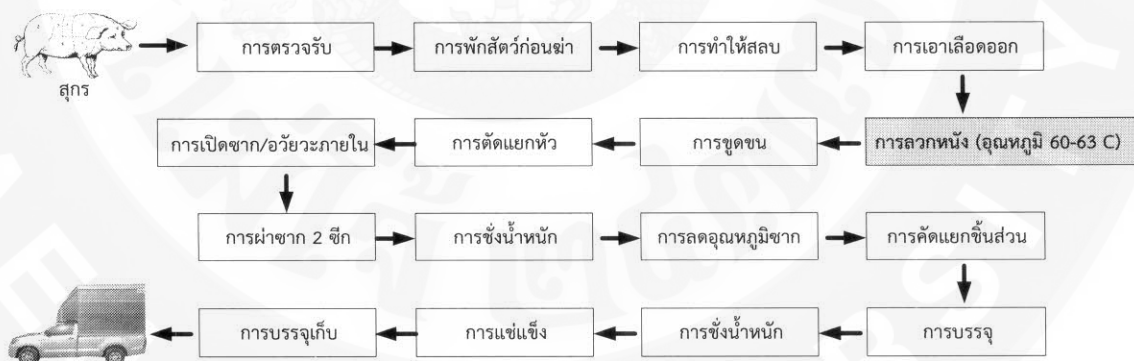 สุกร
การตรวจรับ
การพักสัตว์ก่อนฆ่า
การทำให้สลบ
การเอาเลือดออก
การลวกหนัง (อุณหภูมิ 60-63 C)
การขูดขน
การตัดแยกหัว
การเปิดซาก/อวัยวะภายใน
การผ่าซาก 2 ซีก
การชั่งน้ำหนัก
การลดอุณหภูมิซาก
การคัดแยกชิ้นส่วน
การบรรจุ
การชั่งน้ำหนัก
การแช่แข็ง
การบรรจุเก็บ